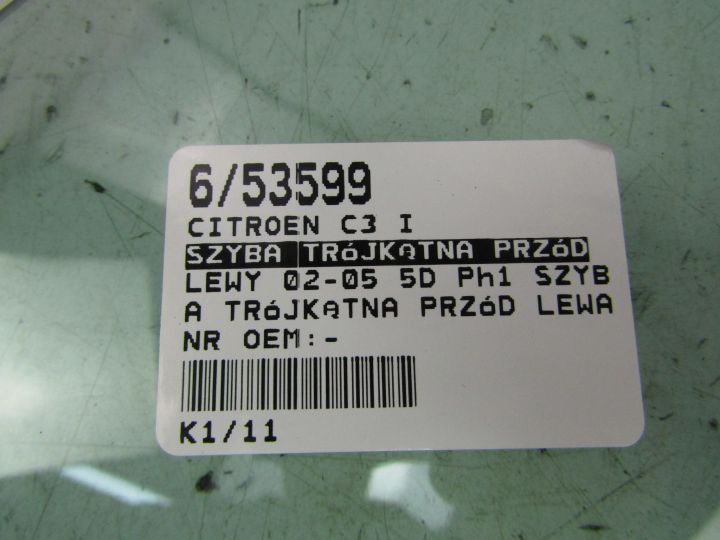 6/53599
CITROEN C3 I
SZYBA TRóJKĄTNA PRZóD
LEWY 02-05 5D Ph1 SZYB
A TRóJKĄTNA PRZóD LEWA
NR OEM:-
K1/11